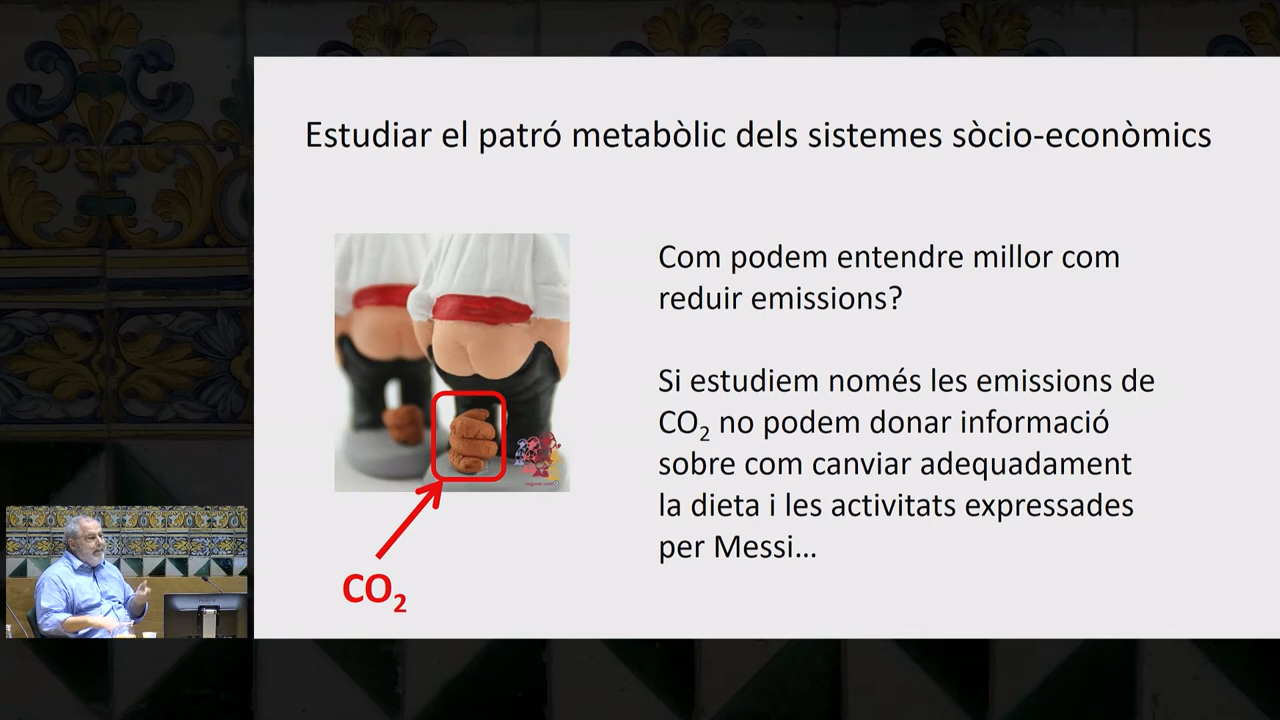 Estudiar el patró metabòlic dels sistemes sòcio-econòmics
Com podem entendre millor com
reduir emissions?
Si estudiem només les emissions de
CO₂ no podem donar informació
sobre com canviar adequadament
la dieta i les activitats expressades
per Messi...
CO₂